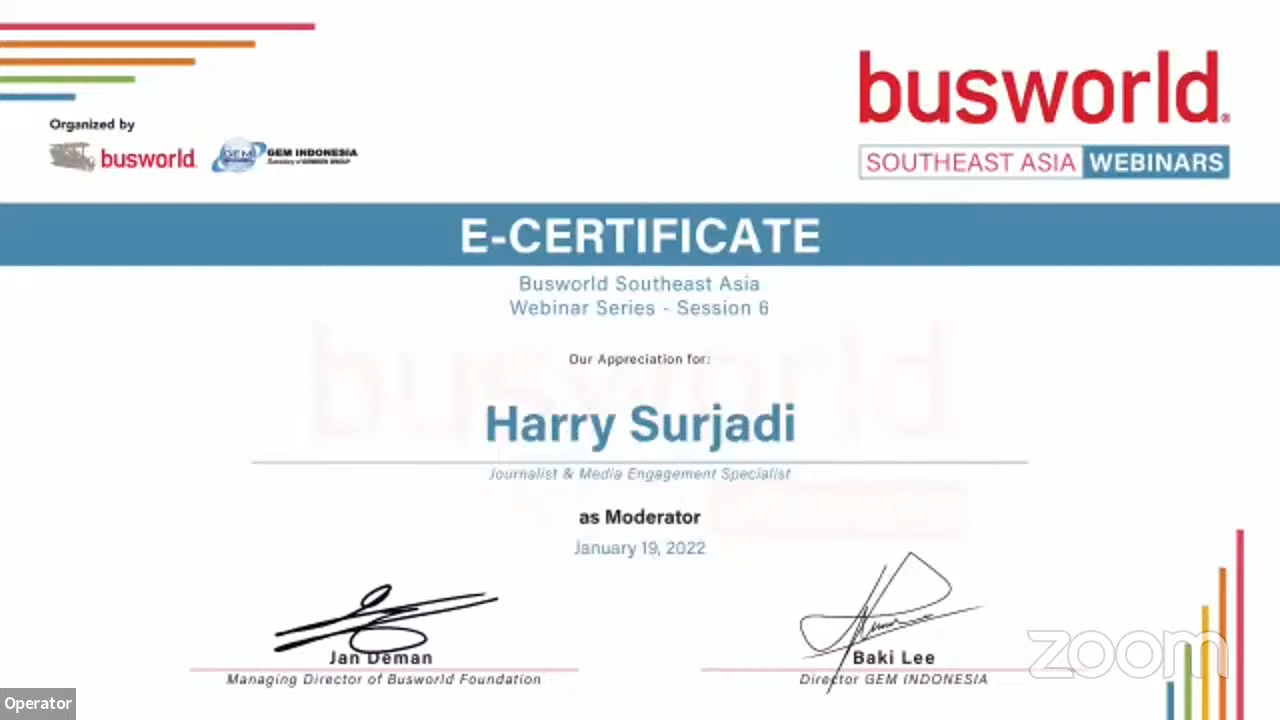 Organized by
busworld
GEM
GEM INDONESIA
busworld
SOUTHEAST ASIA WEBINARS
E-CERTIFICATE
Busworld Southeast Asia
Webinar Series - Session 6
Our Appreciation for:
Harry Surjadi
Journalist & Media Engagement Specialist
as Moderator
January 19, 2022
Jan Deman
Managing Director of Busworld Foundation
Baki Lee
Director GEM INDONESIA
zoom
Operator